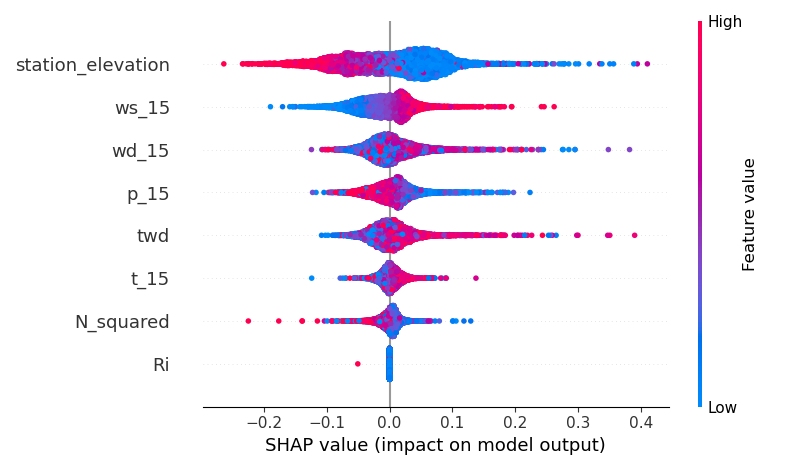 High
station_elevation
ws_15
wd_15
p_15
twd
t_15
N_squared
Ri
Feature value
Low
−0.2 −0.1 0.0 0.1 0.2 0.3 0.4
SHAP value (impact on model output)